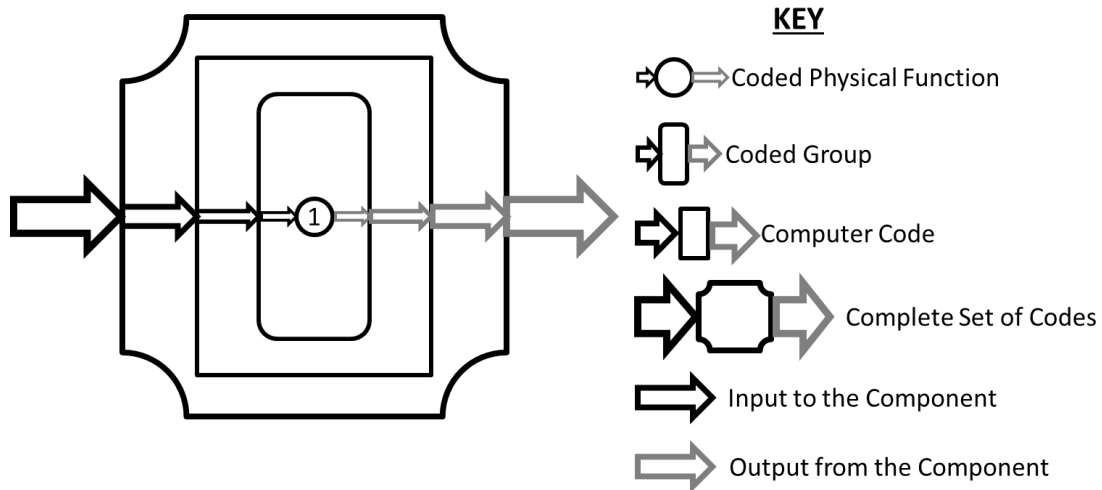 KEY
1
Coded Physical Function
Coded Group
Computer Code
Complete Set of Codes
Input to the Component
Output from the Component